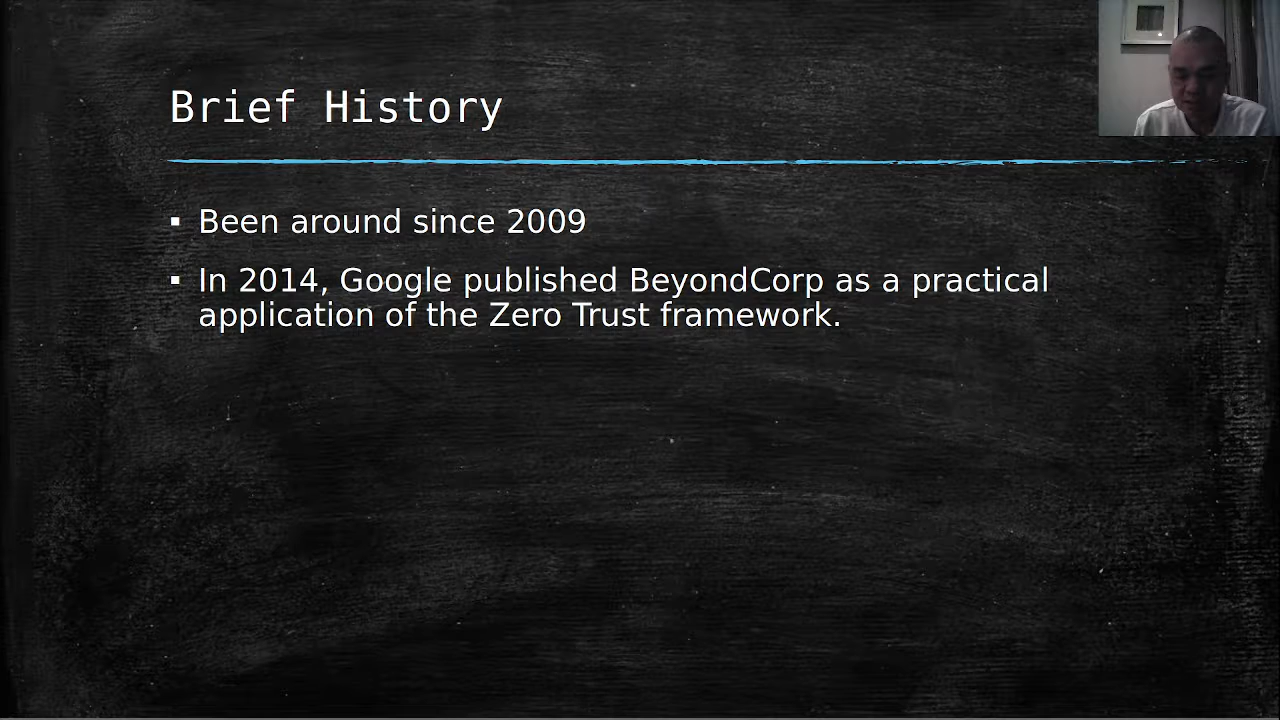 Brief History
▪ Been around since 2009
▪ In 2014, Google published BeyondCorp as a practical
application of the Zero Trust framework.